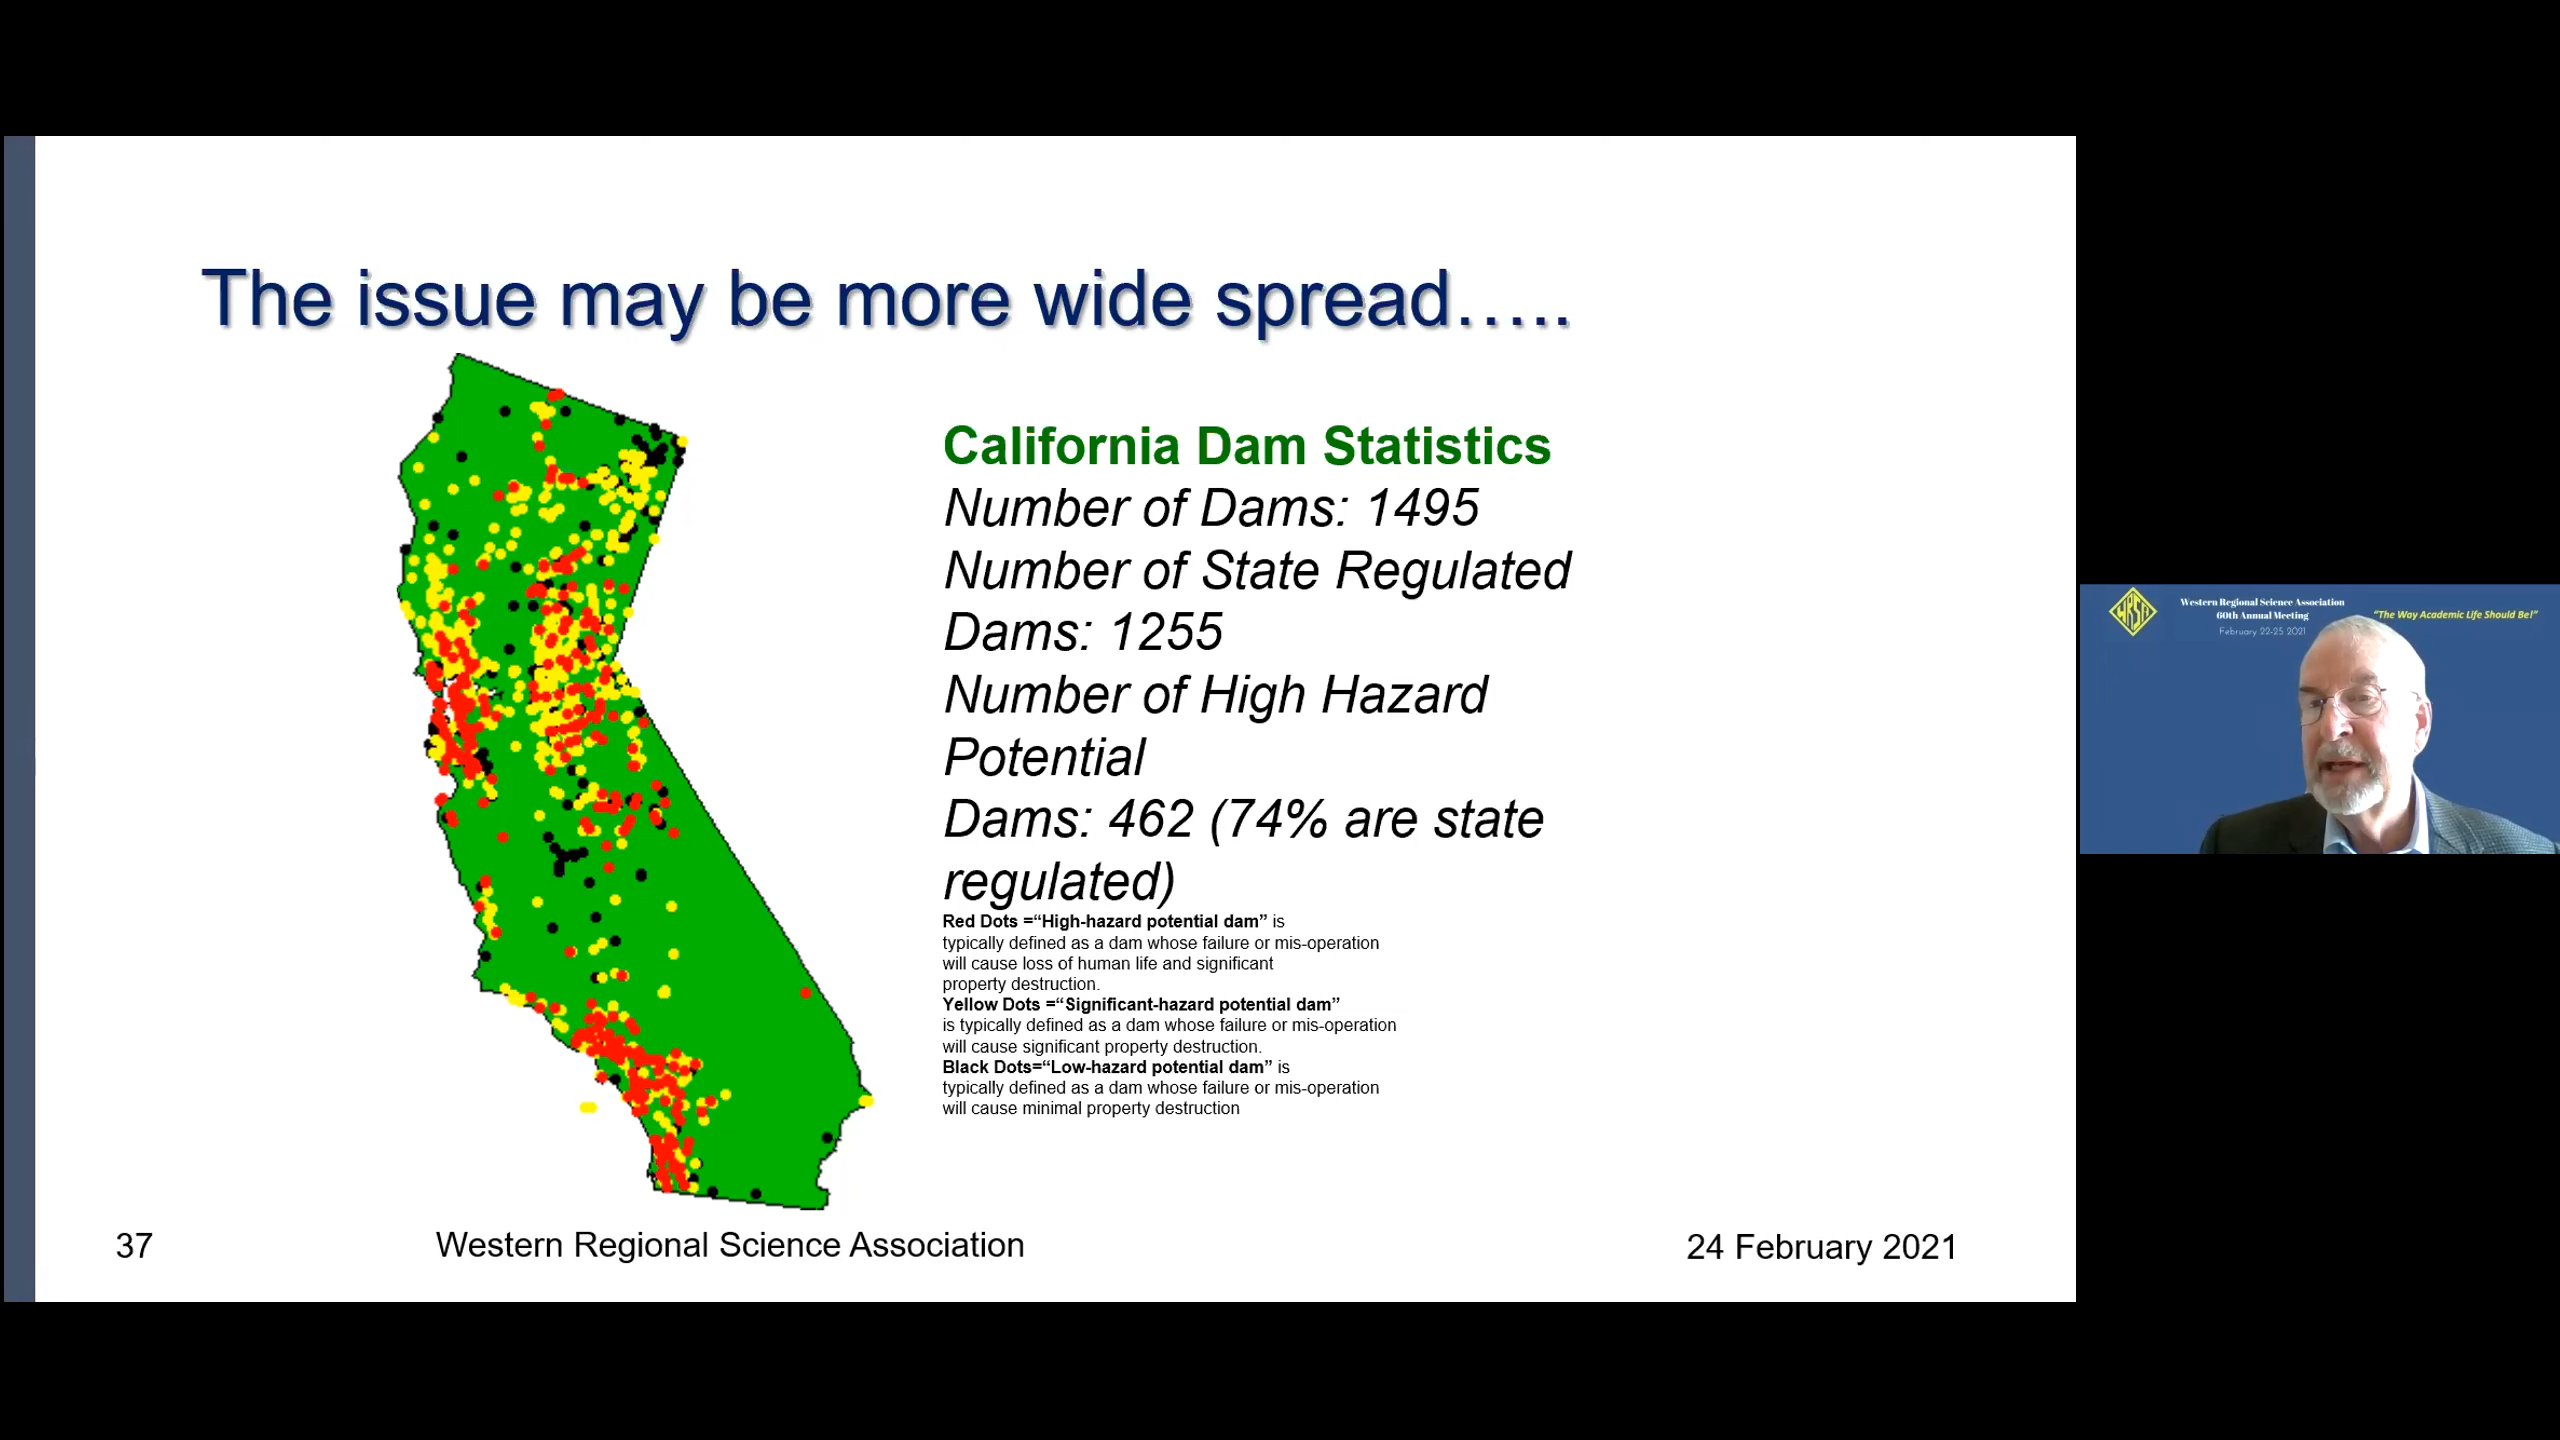 The issue may be more wide spread…..
California Dam Statistics
Number of Dams: 1495
Number of State Regulated
Dams: 1255
Number of High Hazard
Potential
Dams: 462 (74% are state
regulated)
Red Dots =“High-hazard potential dam” is
typically defined as a dam whose failure or mis-operation
will cause loss of human life and significant
property destruction.
Yellow Dots =“Significant-hazard potential dam”
is typically defined as a dam whose failure or mis-operation
will cause significant property destruction.
Black Dots=“Low-hazard potential dam” is
typically defined as a dam whose failure or mis-operation
will cause minimal property destruction
37
Western Regional Science Association
24 February 2021
WRSA
Western Regional Science Association
60th Annual Meeting
February 22-25 2021
"The Way Academic Life Should Be!"